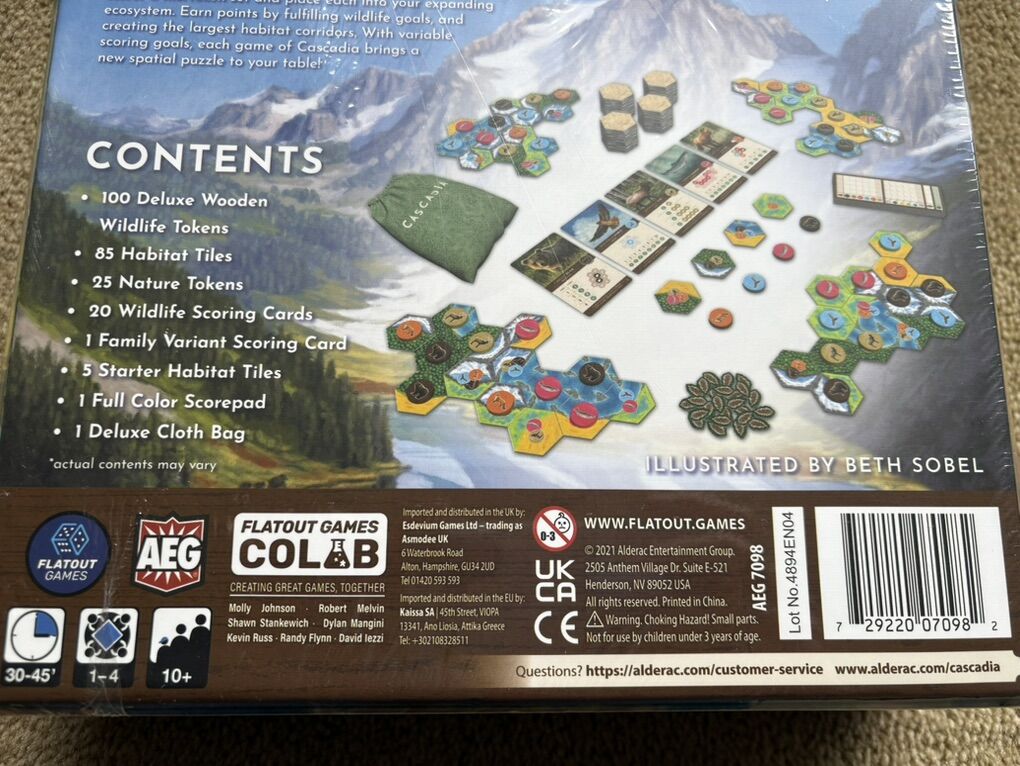 and place each into your expanding
ecosystem. Earn points by fulfilling wildlife goals, and
creating the largest habitat corridors. With variable
scoring goals, each game of Cascadia brings a
new spatial puzzle to your table!
CONTENTS
• 100 Deluxe Wooden
Wildlife Tokens
• 85 Habitat Tiles
• 25 Nature Tokens
• 20 Wildlife Scoring Cards
• 1 Family Variant Scoring Card
• 5 Starter Habitat Tiles
• 1 Full Color Scorepad
• 1 Deluxe Cloth Bag
*actual contents may vary
CASCADIA
ILLUSTRATED BY BETH SOBEL
FLATOUT
GAMES
AEG
FLATOUT GAMES
COLAB
CREATING GREAT GAMES, TOGETHER
Molly Johnson · Robert Melvin
Shawn Stankewich · Dylan Mangini
Kevin Russ · Randy Flynn · David Iezzi
30-45'
1-4
10+
Imported and distributed in the UK by:
Esdevium Games Ltd – trading as
Asmodee UK
6 Waterbrook Road
Alton, Hampshire, GU34 2UD
Tel 01420 593 593
Imported and distributed in the EU by:
Kaissa SA | 45th Street, VIOPA
13341, Ano Liosia, Attika Greece
Tel: +302108328511
0-3
UK
CA
CE
WWW.FLATOUT.GAMES
© 2021 Alderac Entertainment Group.
2505 Anthem Village Dr. Suite E-521
Henderson, NV 89052 USA
All rights reserved. Printed in China.
⚠ Warning. Choking Hazard! Small parts.
Not for use by children under 3 years of age.
AEG 7098
Lot No.4894EN04
7 29220 07098 2
Questions? https://alderac.com/customer-service www.alderac.com/cascadia